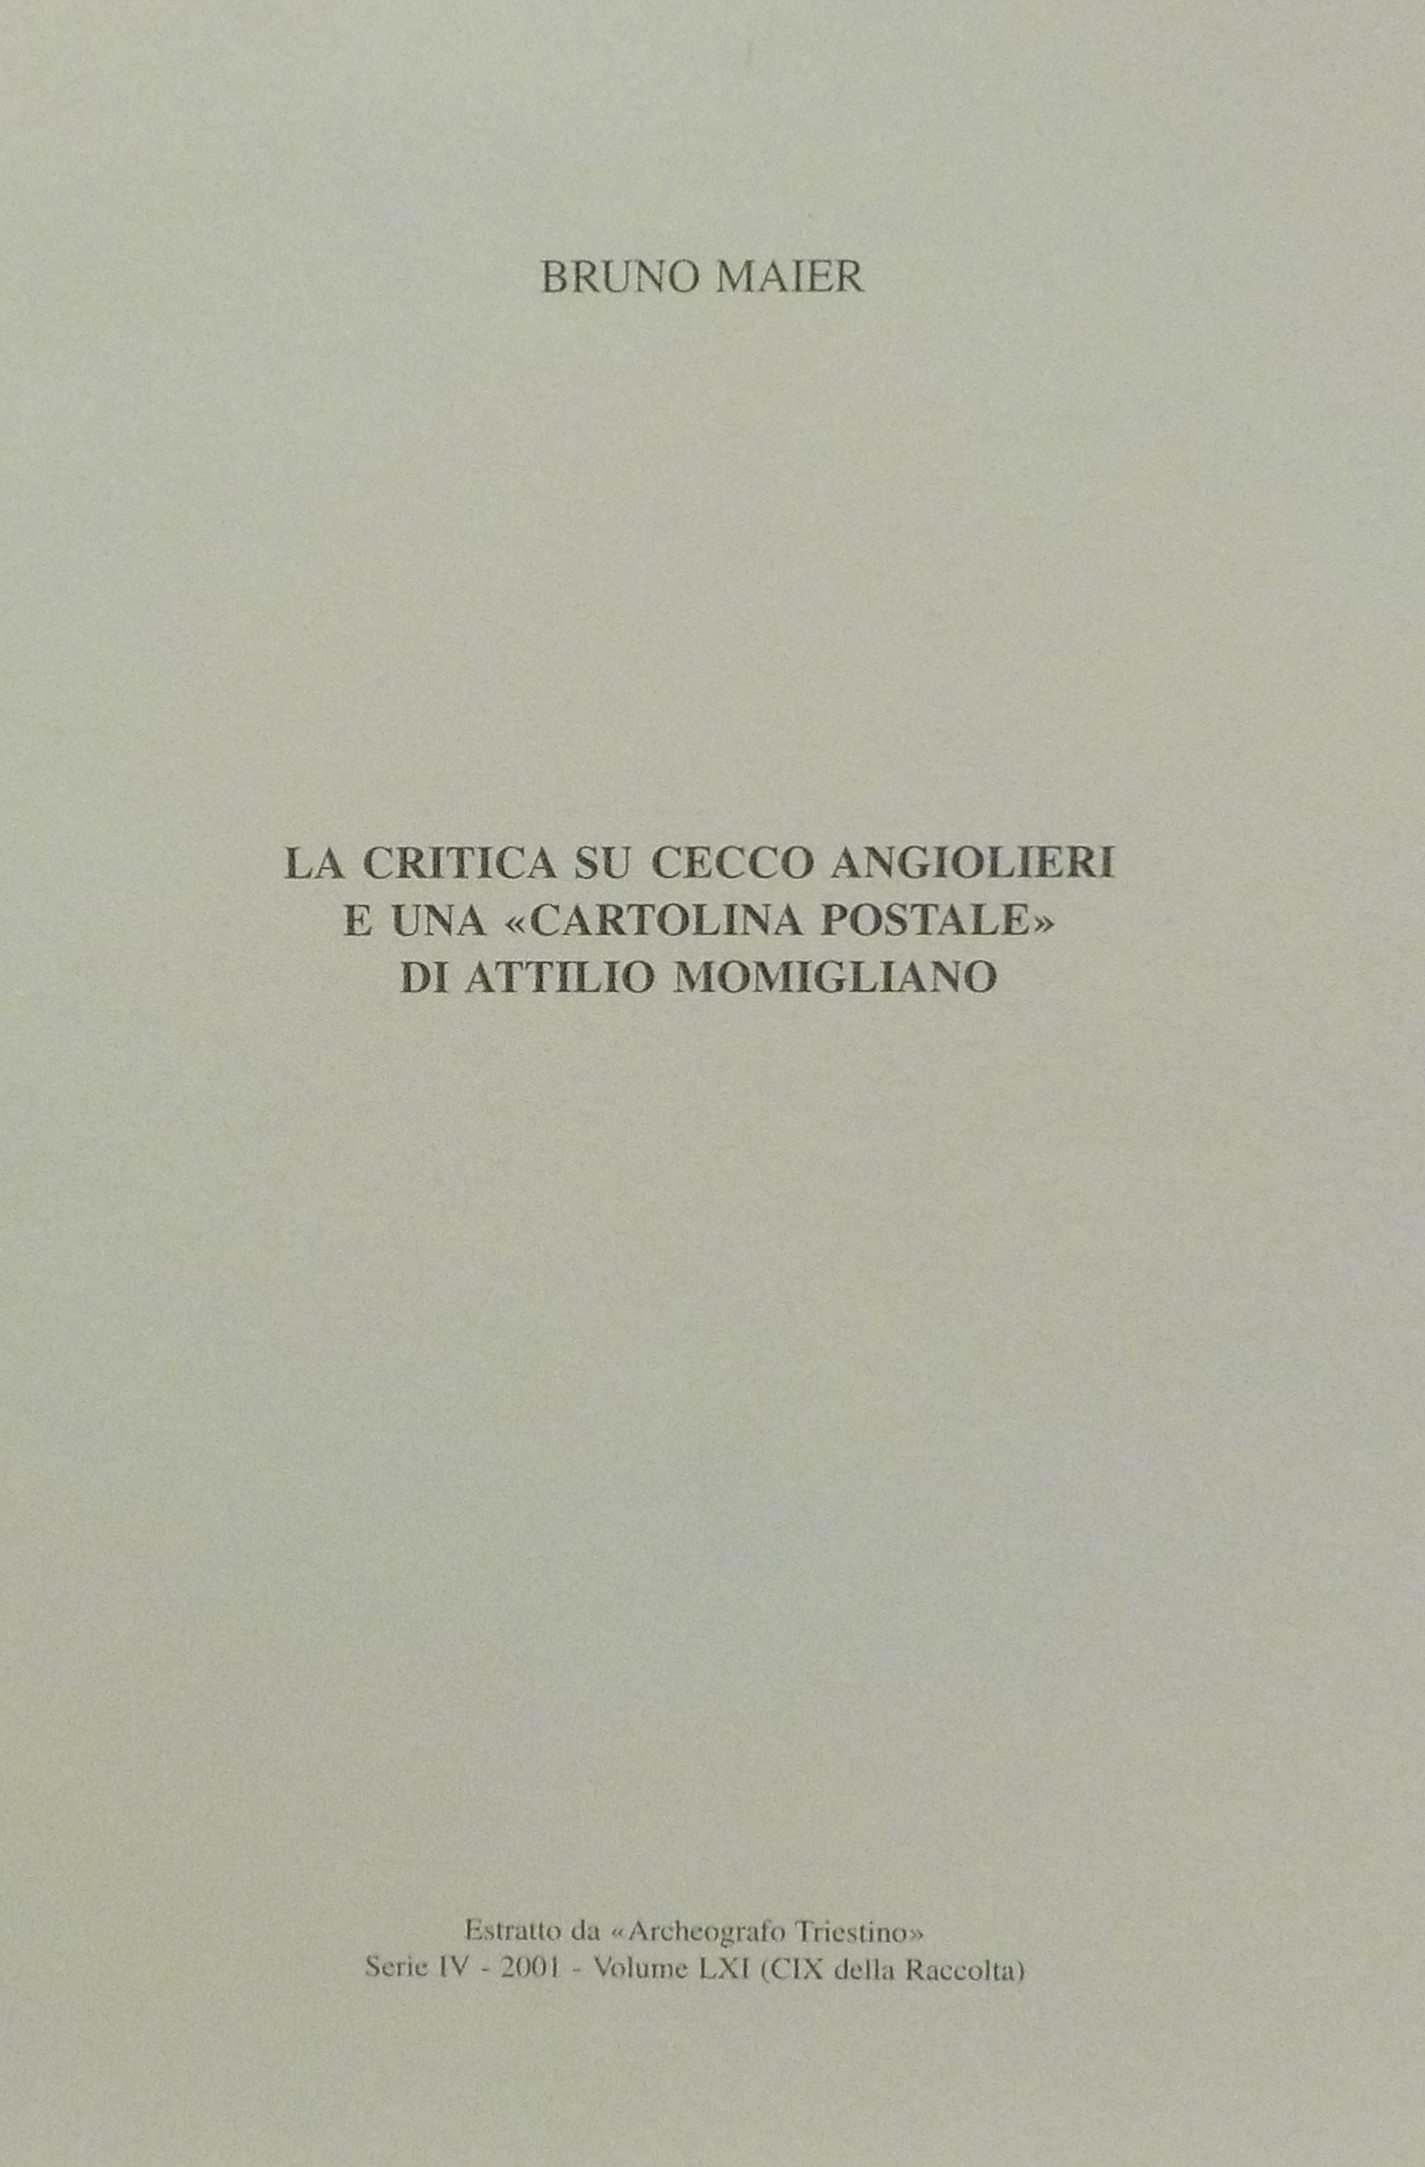 BRUNO MAIER
LA CRITICA SU CECCO ANGIOLIERI
E UNA «CARTOLINA POSTALE»
DI ATTILIO MOMIGLIANO
Estratto da «Archeografo Triestino»
Serie IV - 2001 - Volume LXI (CIX della Raccolta)